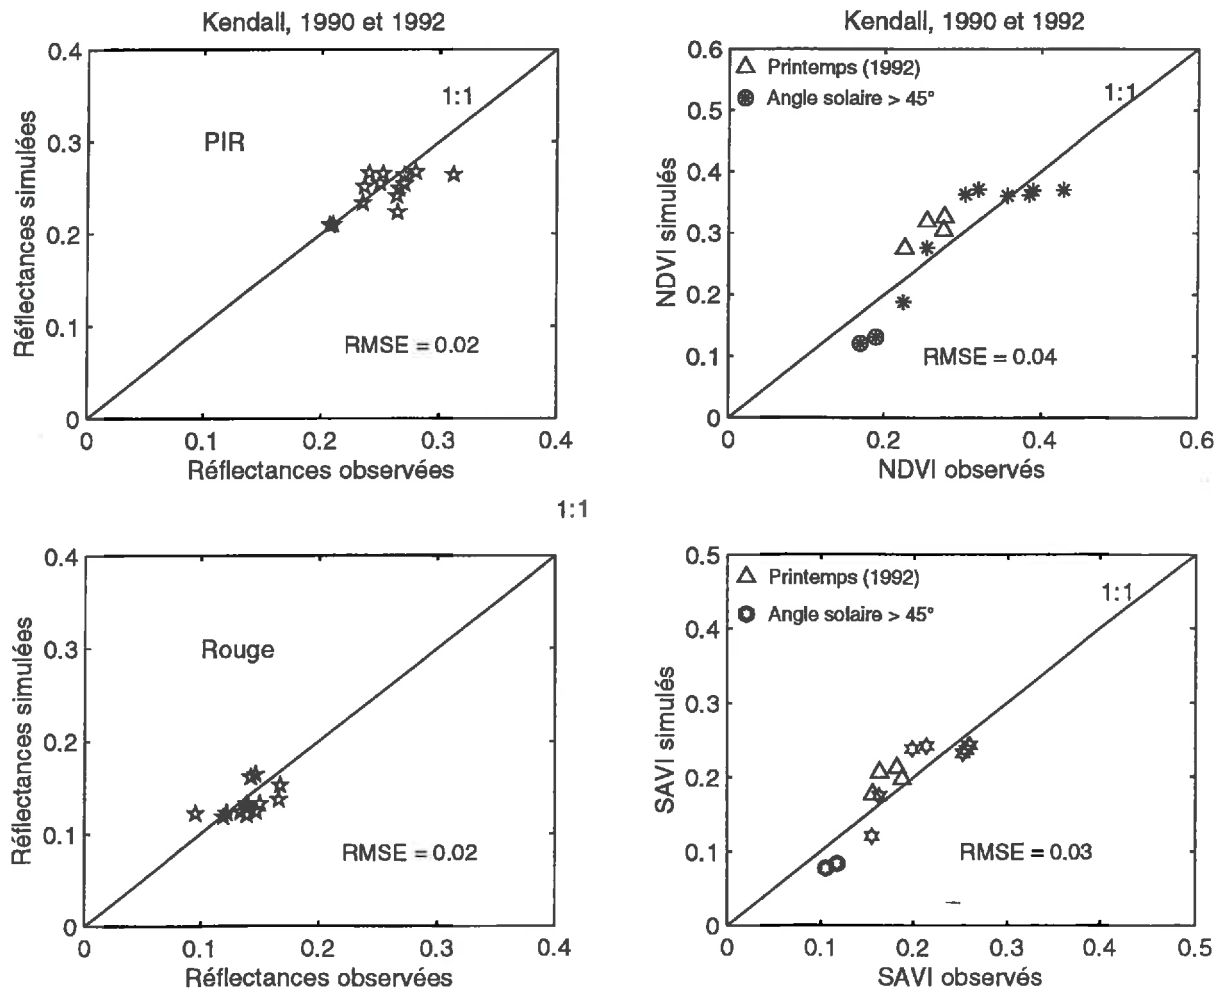 Kendall, 1990 et 1992
0.4
0.3
0.2
0.1
0
Réflectances simulées
PIR
1:1
RMSE = 0.02
0
0.1
0.2
0.3
0.4
Réflectances observées
Kendall, 1990 et 1992
0.6
0.5
0.4
0.3
0.2
0.1
0
NDVI simulés
Printemps (1992)
Angle solaire > 45°
1:1
RMSE = 0.04
0
0.2
0.4
0.6
NDVI observés
1:1
0.4
0.3
0.2
0.1
0
Réflectances simulées
Rouge
RMSE = 0.02
0
0.1
0.2
0.3
0.4
Réflectances observées
0.5
0.4
0.3
0.2
0.1
0
SAVI simulés
Printemps (1992)
Angle solaire > 45°
1:1
RMSE = 0.03
0
0.1
0.2
0.3
0.4
0.5
SAVI observés